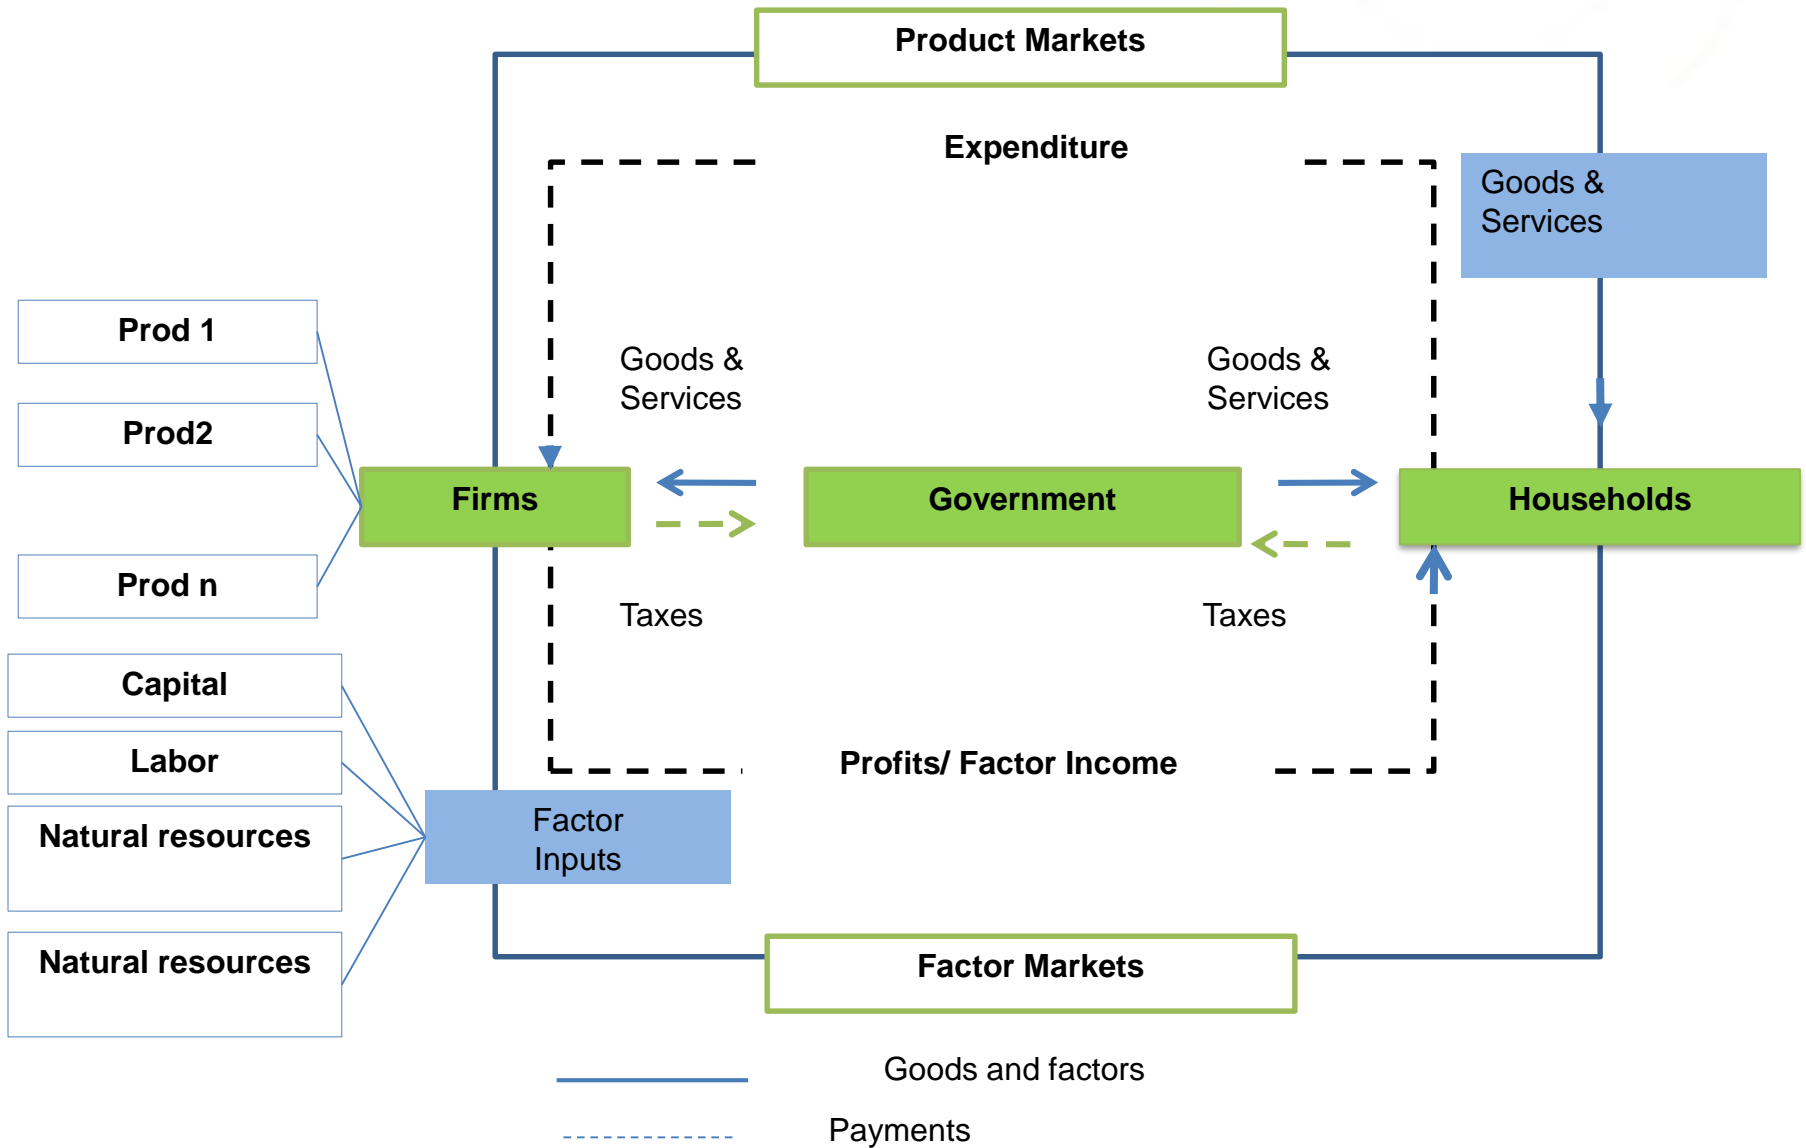 Product Markets
Expenditure
Goods &
Services
Prod 1
Goods &
Services
Goods &
Services
Prod2
Firms
Government
Households
Prod n
Taxes
Taxes
Capital
Labor
Profits/ Factor Income
Factor
Inputs
Natural resources
Natural resources
Factor Markets
Goods and factors
Payments